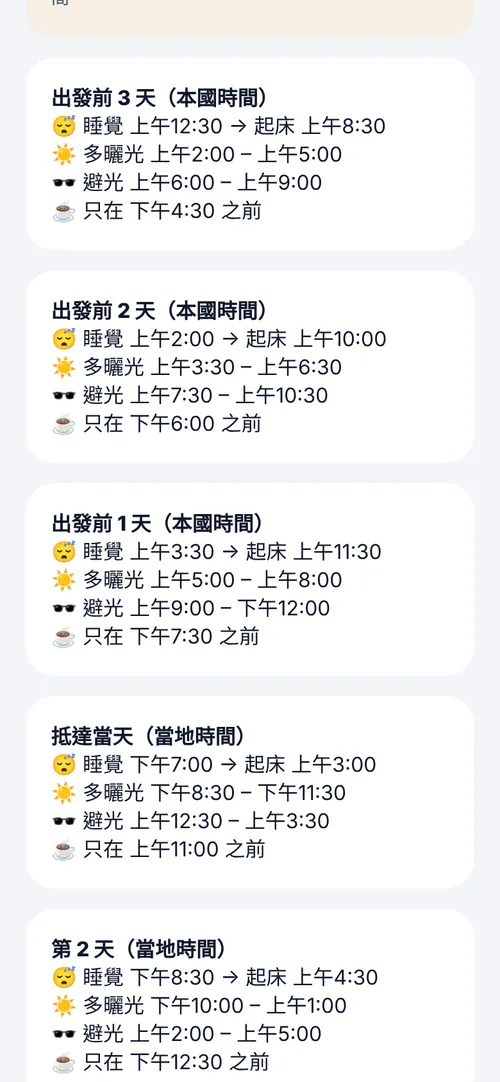 間
出發前 3 天（本國時間）
😴 睡覺 上午12:30 → 起床 上午8:30
☀️ 多曬光 上午2:00 – 上午5:00
🕶️ 避光 上午6:00 – 上午9:00
☕ 只在 下午4:30 之前
出發前 2 天（本國時間）
😴 睡覺 上午2:00 → 起床 上午10:00
☀️ 多曬光 上午3:30 – 上午6:30
🕶️ 避光 上午7:30 – 上午10:30
☕ 只在 下午6:00 之前
出發前 1 天（本國時間）
😴 睡覺 上午3:30 → 起床 上午11:30
☀️ 多曬光 上午5:00 – 上午8:00
🕶️ 避光 上午9:00 – 下午12:00
☕ 只在 下午7:30 之前
抵達當天（當地時間）
😴 睡覺 下午7:00 → 起床 上午3:00
☀️ 多曬光 下午8:30 – 下午11:30
🕶️ 避光 上午12:30 – 上午3:30
☕ 只在 上午11:00 之前
第 2 天（當地時間）
😴 睡覺 下午8:30 → 起床 上午4:30
☀️ 多曬光 下午10:00 – 上午1:00
🕶️ 避光 上午2:00 – 上午5:00
☕ 只在 下午12:30 之前